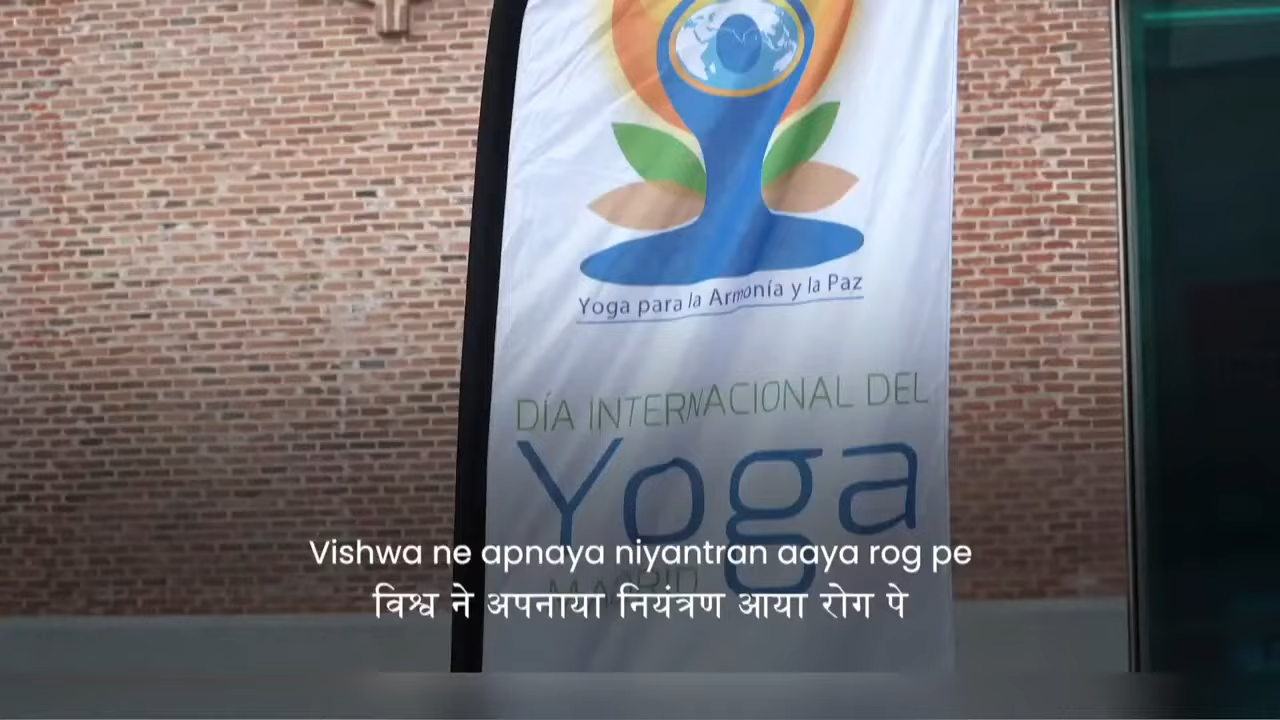 Yoga para la Armonía y la Paz
DÍA INTERNACIONAL DEL
Yoga
MADRID
Vishwa ne apnaya niyantran aaya rog pe
विश्व ने अपनाया नियंत्रण आया रोग पे